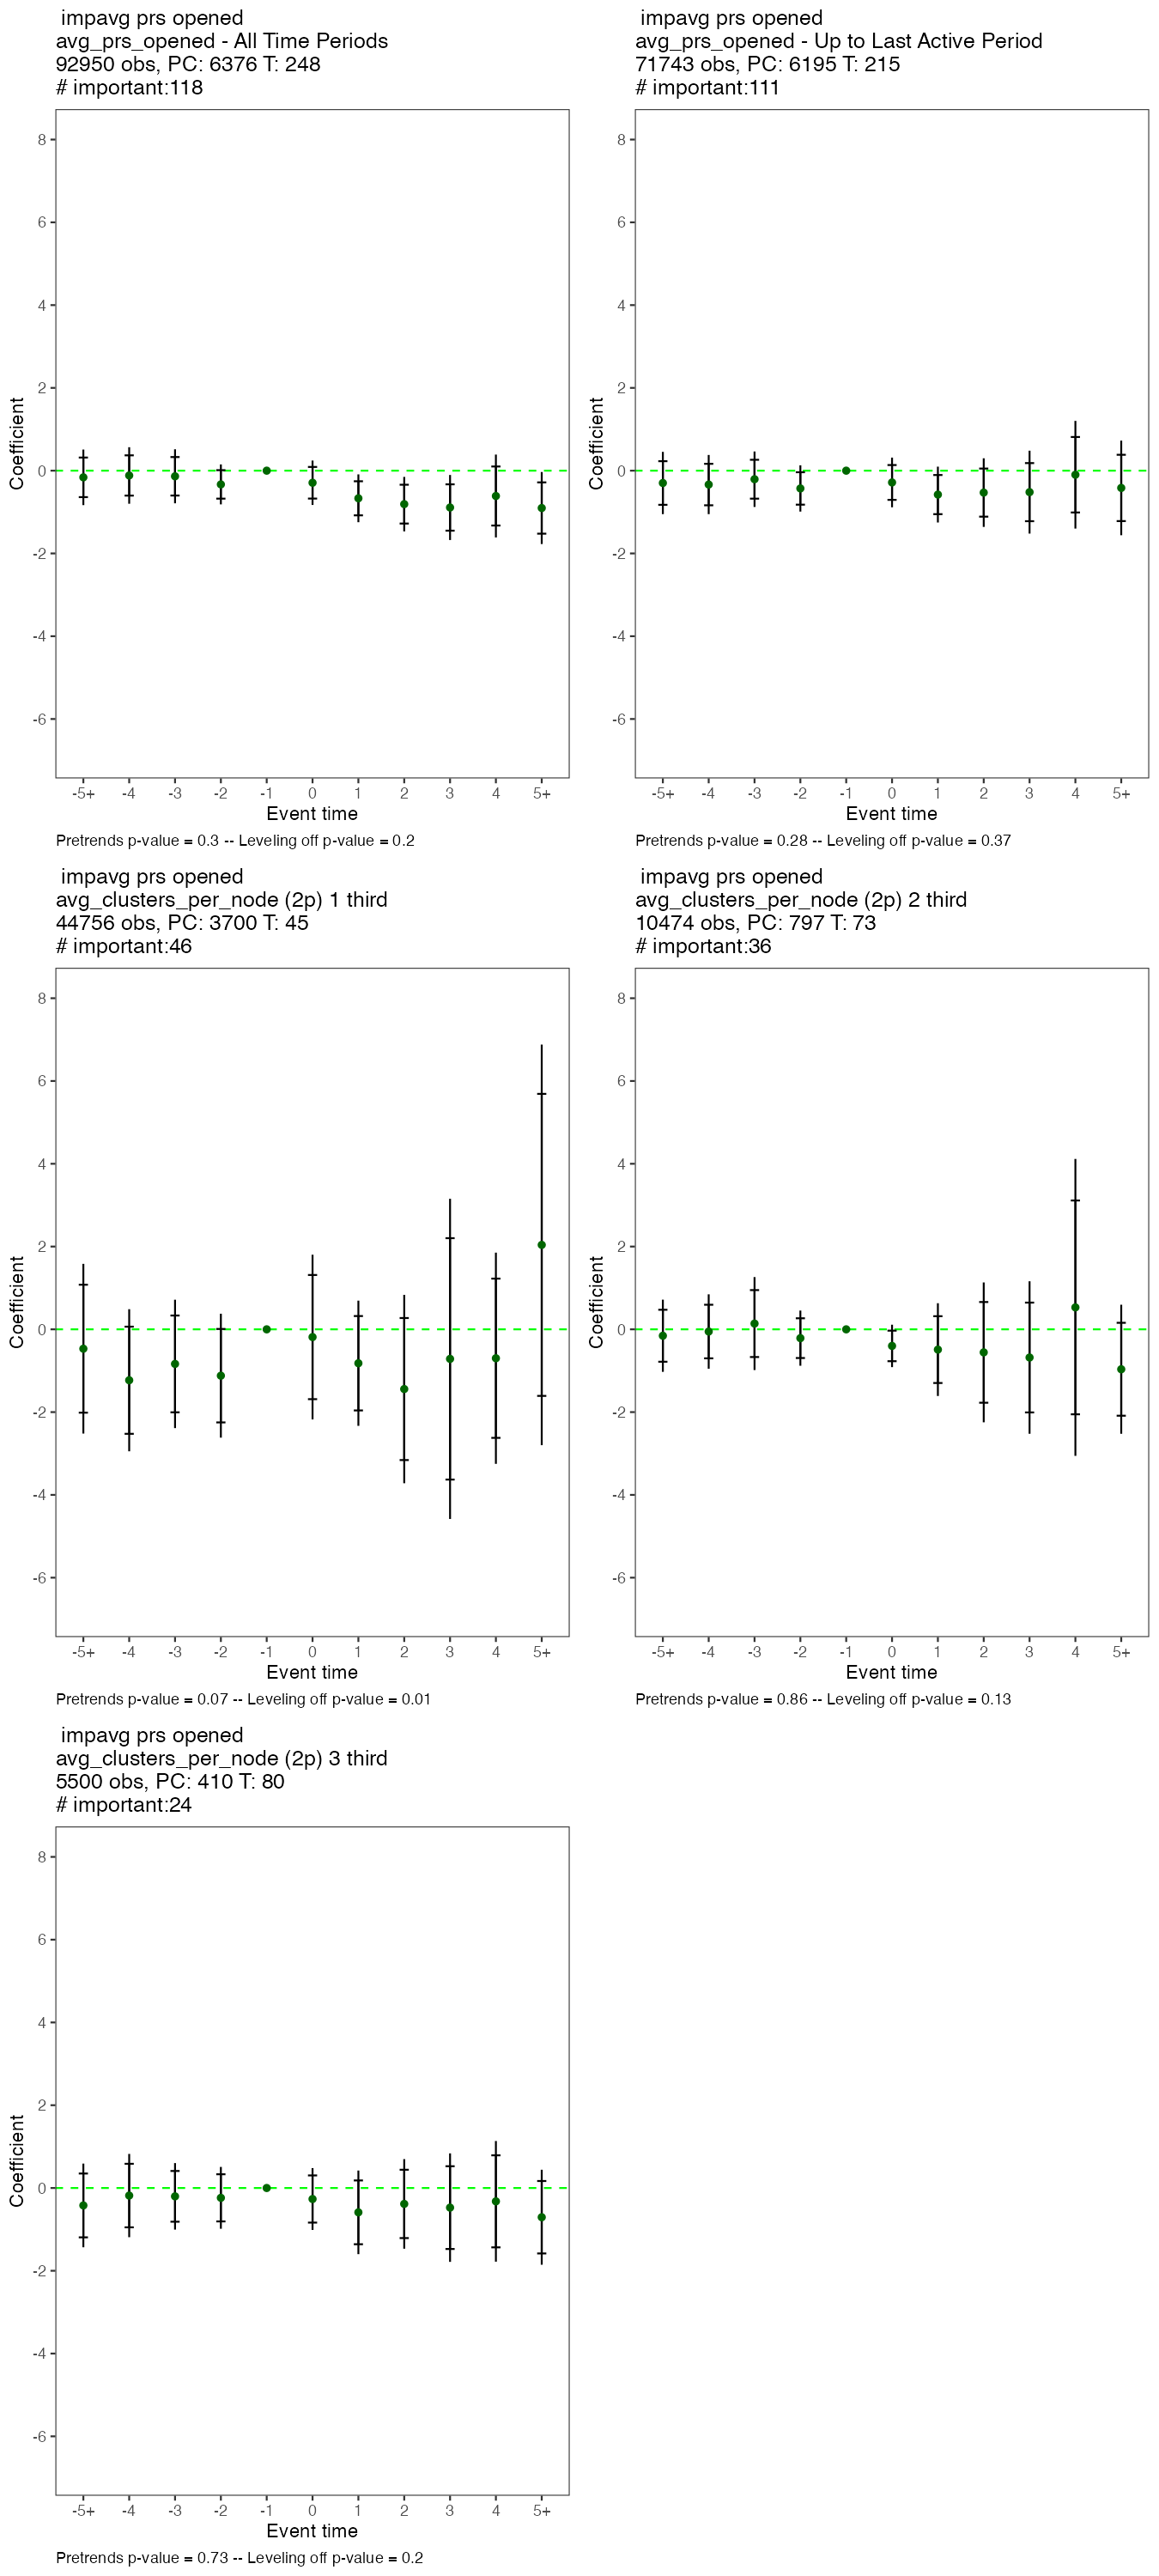 impavg prs opened
avg_prs_opened - All Time Periods
92950 obs, PC: 6376 T: 248
# important:118
8
6
4
2
0
-2
-4
-6
Coefficient
-5+ -4 -3 -2 -1 0 1 2 3 4 5+
Event time
Pretrends p-value = 0.3 -- Leveling off p-value = 0.2
impavg prs opened
avg_prs_opened - Up to Last Active Period
71743 obs, PC: 6195 T: 215
# important:111
8
6
4
2
0
-2
-4
-6
Coefficient
-5+ -4 -3 -2 -1 0 1 2 3 4 5+
Event time
Pretrends p-value = 0.28 -- Leveling off p-value = 0.37
impavg prs opened
avg_clusters_per_node (2p) 1 third
44756 obs, PC: 3700 T: 45
# important:46
8
6
4
2
0
-2
-4
-6
Coefficient
-5+ -4 -3 -2 -1 0 1 2 3 4 5+
Event time
Pretrends p-value = 0.07 -- Leveling off p-value = 0.01
impavg prs opened
avg_clusters_per_node (2p) 2 third
10474 obs, PC: 797 T: 73
# important:36
8
6
4
2
0
-2
-4
-6
Coefficient
-5+ -4 -3 -2 -1 0 1 2 3 4 5+
Event time
Pretrends p-value = 0.86 -- Leveling off p-value = 0.13
impavg prs opened
avg_clusters_per_node (2p) 3 third
5500 obs, PC: 410 T: 80
# important:24
8
6
4
2
0
-2
-4
-6
Coefficient
-5+ -4 -3 -2 -1 0 1 2 3 4 5+
Event time
Pretrends p-value = 0.73 -- Leveling off p-value = 0.2